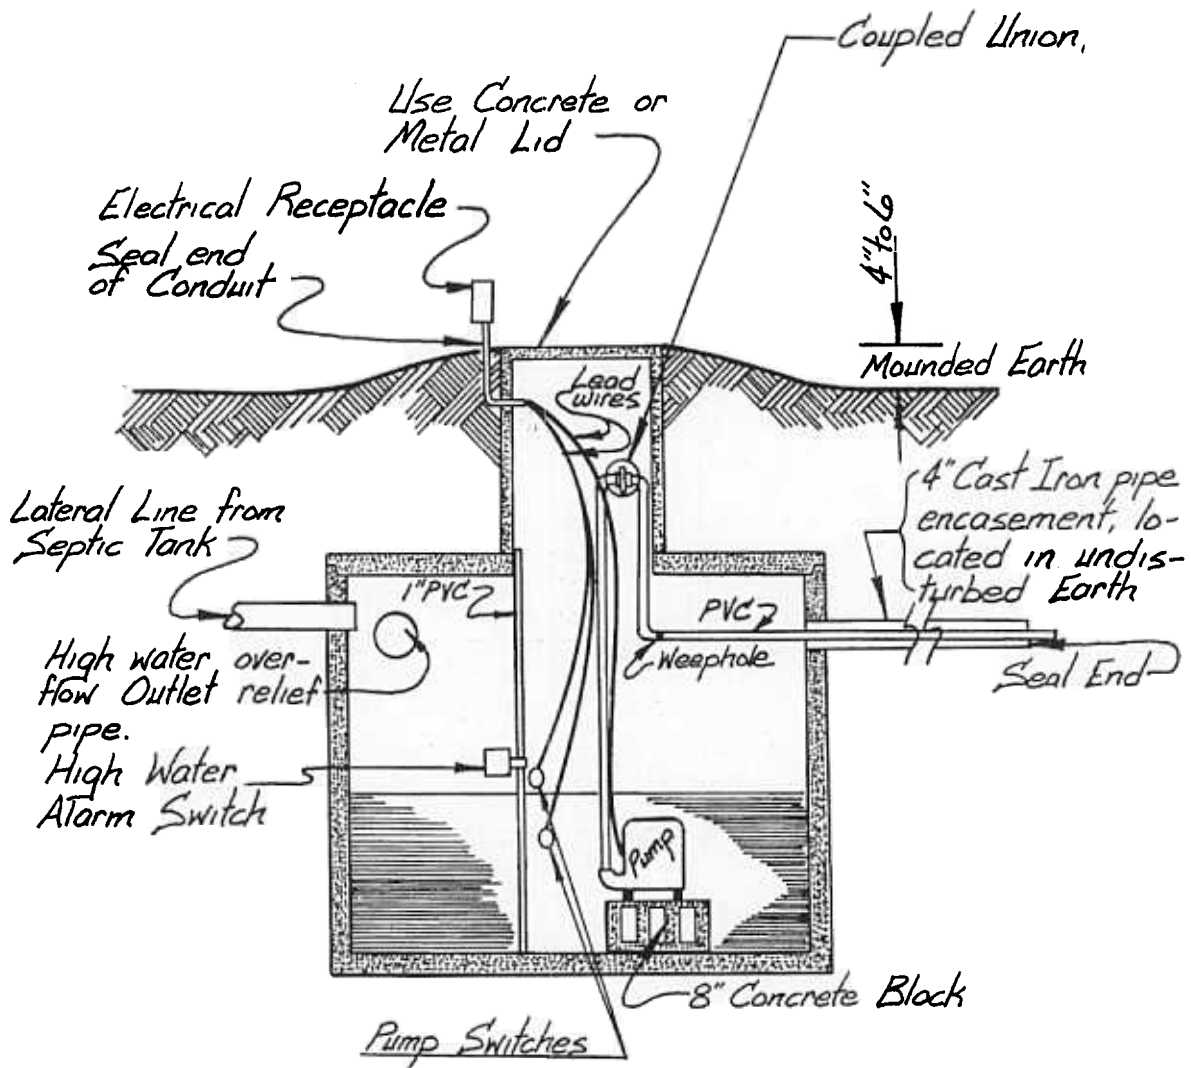 Coupled Union.
Use Concrete or
Metal Lid
Electrical Receptacle
Seal end
of Conduit
4" to 6"
Mounded Earth
Lead
wires
4" Cast Iron pipe
encasement, lo-
cated in undis-
turbed Earth
Lateral Line from
Septic Tank
1" PVC
PVC
Weephole
Seal End
High water over-
flow Outlet relief
pipe.
High Water
Alarm Switch
Pump
8" Concrete Block
Pump Switches